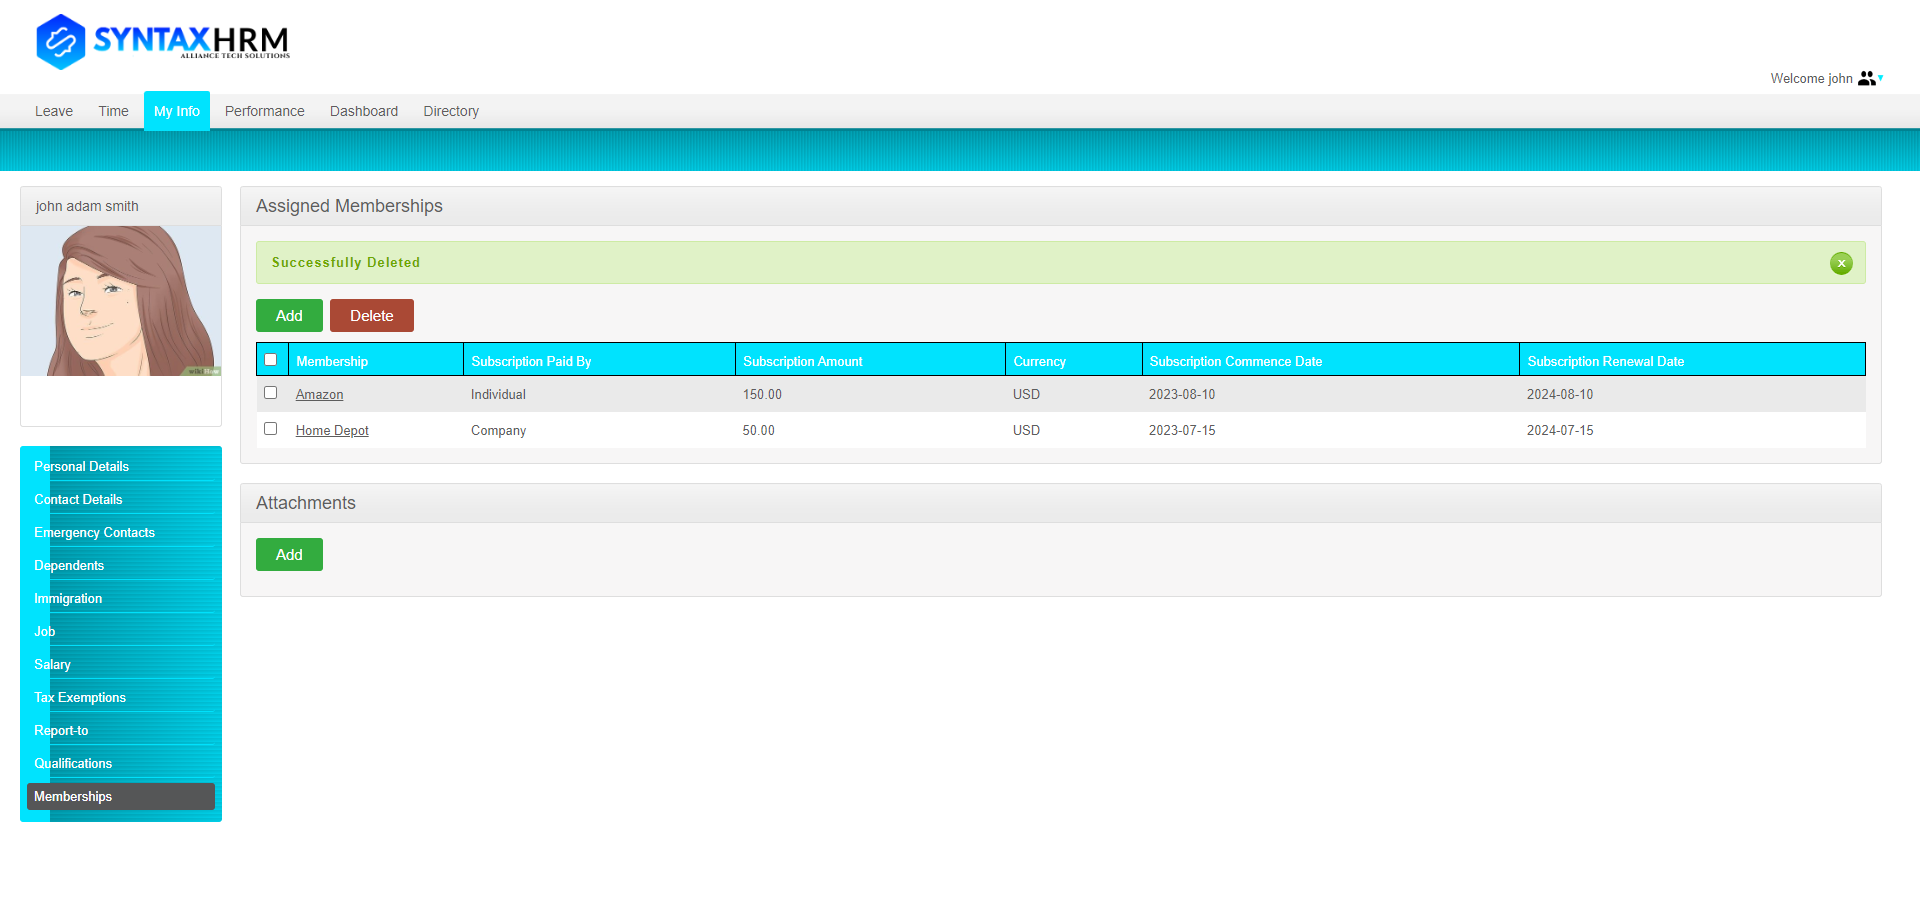 SYNTAXHRM
ALLIANCE TECH SOLUTIONS
Welcome john
Leave Time My Info Performance Dashboard Directory
john adam smith
wikiHow
Personal Details
Contact Details
Emergency Contacts
Dependents
Immigration
Job
Salary
Tax Exemptions
Report-to
Qualifications
Memberships
Assigned Memberships
Successfully Deleted
x
Add Delete
Membership Subscription Paid By Subscription Amount Currency Subscription Commence Date Subscription Renewal Date
Amazon Individual 150.00 USD 2023-08-10 2024-08-10
Home Depot Company 50.00 USD 2023-07-15 2024-07-15
Attachments
Add